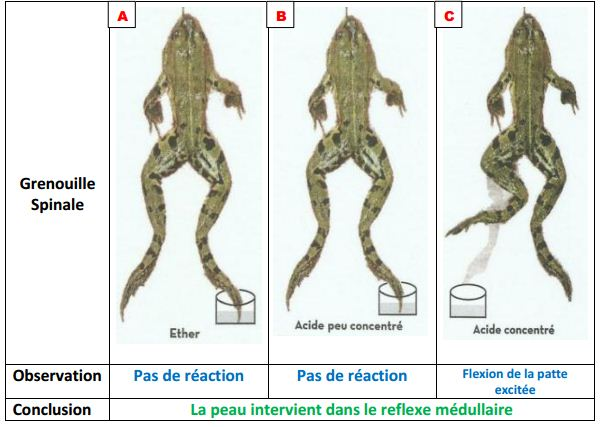 A
B
C
Grenouille
Spinale
Ether
Acide peu concentré
Acide concentré
Observation
Pas de réaction
Pas de réaction
Flexion de la patte
excitée
Conclusion
La peau intervient dans le reflexe médullaire